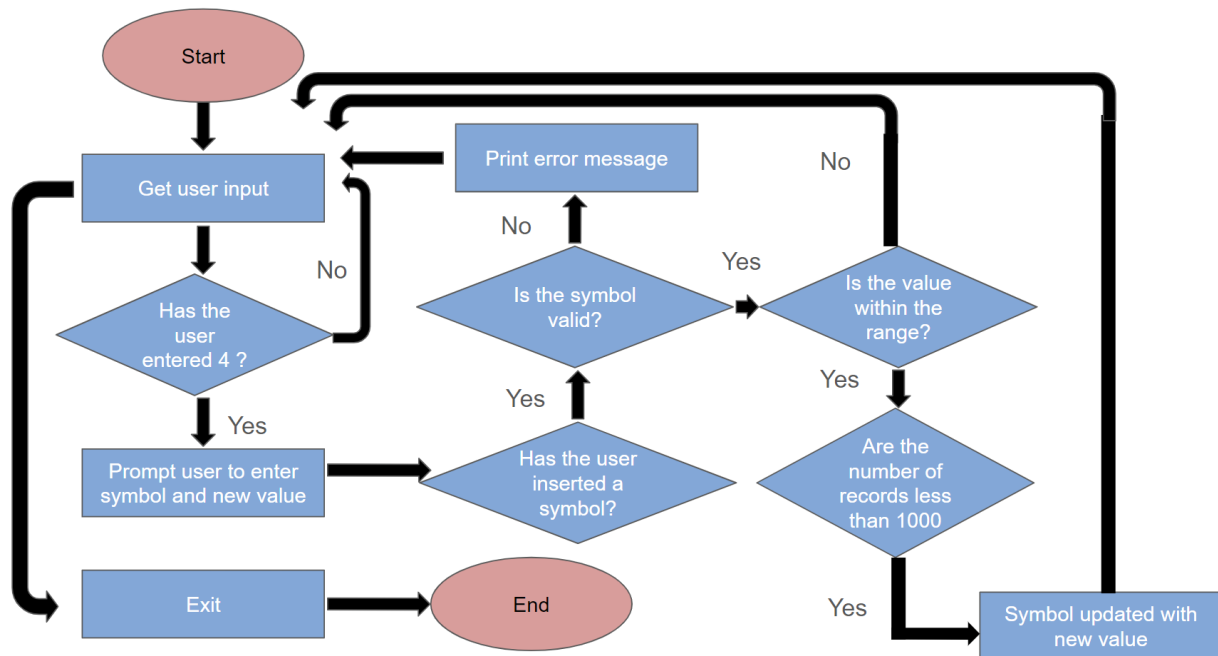 Start
Get user input
Print error message
No
No
No
Has the
user
entered 4 ?
Is the symbol
valid?
Yes
Is the value
within the
range?
Yes
Yes
Yes
Prompt user to enter
symbol and new value
Has the user
inserted a
symbol?
Are the
number of
records less
than 1000
Exit
End
Yes
Symbol updated with
new value